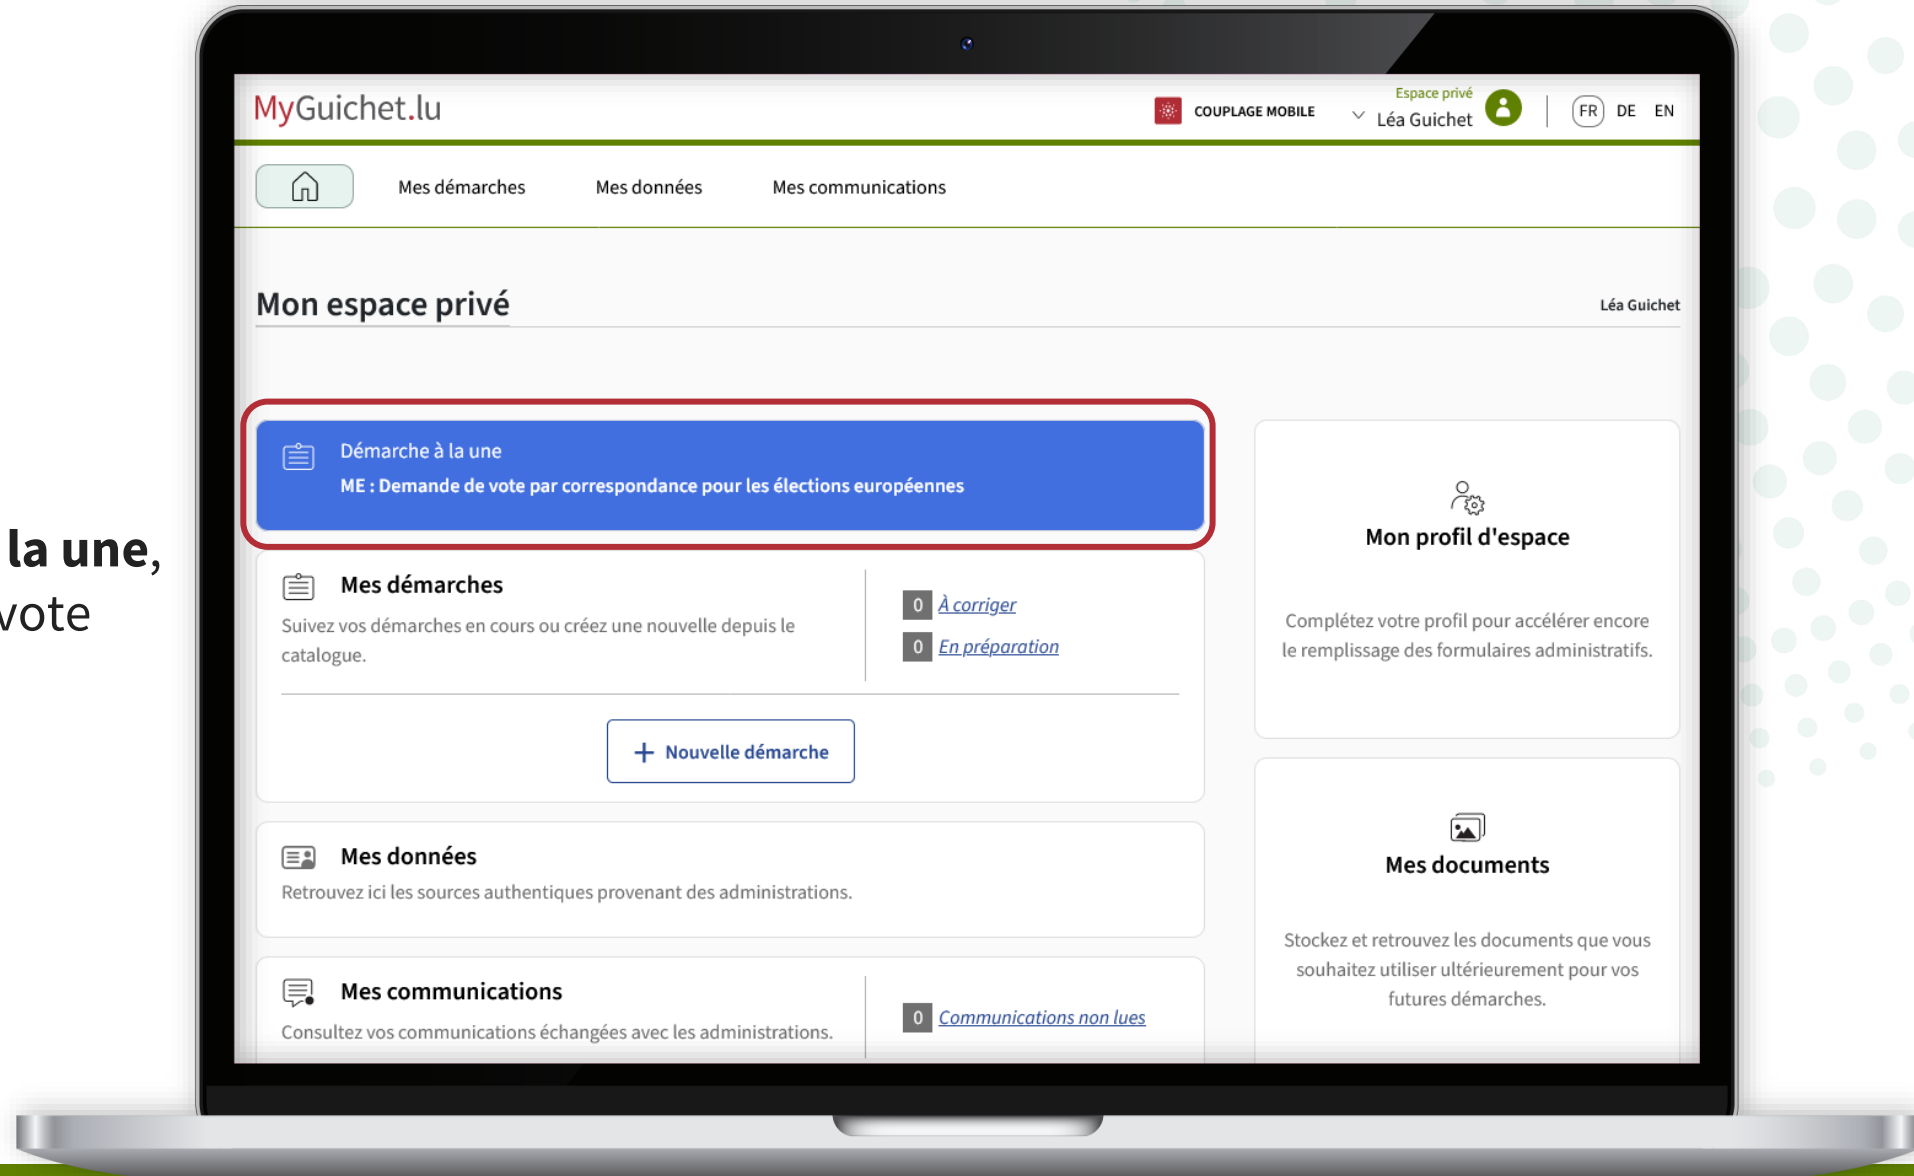 MyGuichet.lu
COUPLAGE MOBILE
Espace privé
Léa Guichet
FR DE EN
Mes démarches Mes données Mes communications
Mon espace privé
Léa Guichet
Démarche à la une
ME : Demande de vote par correspondance pour les élections européennes
la une,
vote
Mes démarches
Suivez vos démarches en cours ou créez une nouvelle depuis le
catalogue.
0 À corriger
0 En préparation
+ Nouvelle démarche
Mes données
Retrouvez ici les sources authentiques provenant des administrations.
Mes communications
Consultez vos communications échangées avec les administrations.
0 Communications non lues
Mon profil d'espace
Complétez votre profil pour accélérer encore
le remplissage des formulaires administratifs.
Mes documents
Stockez et retrouvez les documents que vous
souhaitez utiliser ultérieurement pour vos
futures démarches.